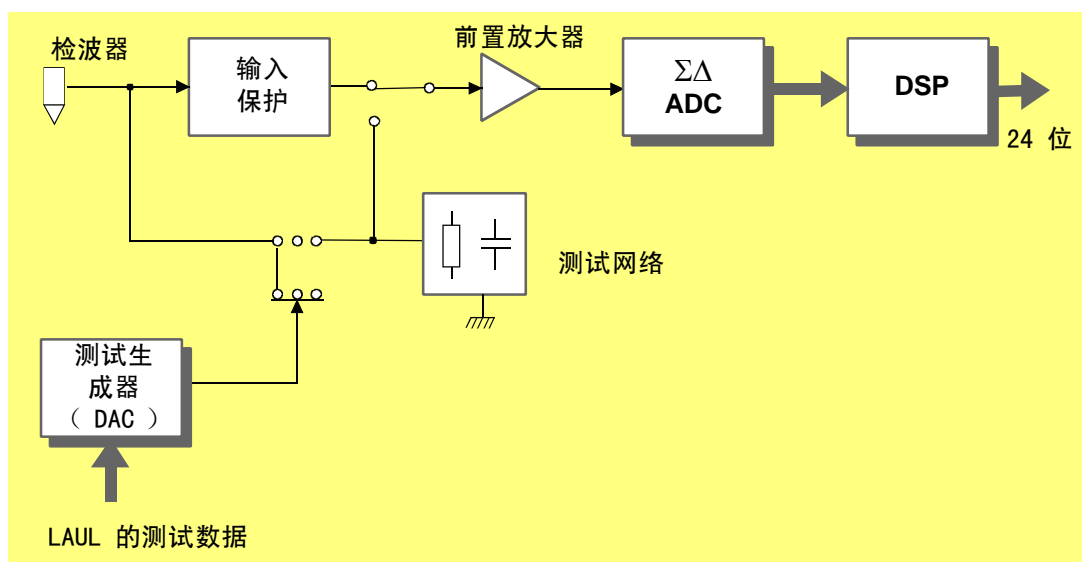 检波器
输入
保护
前置放大器
ΣΔ
ADC
DSP
24 位
测试网络
测试生
成器
（ DAC ）
LAUL 的测试数据